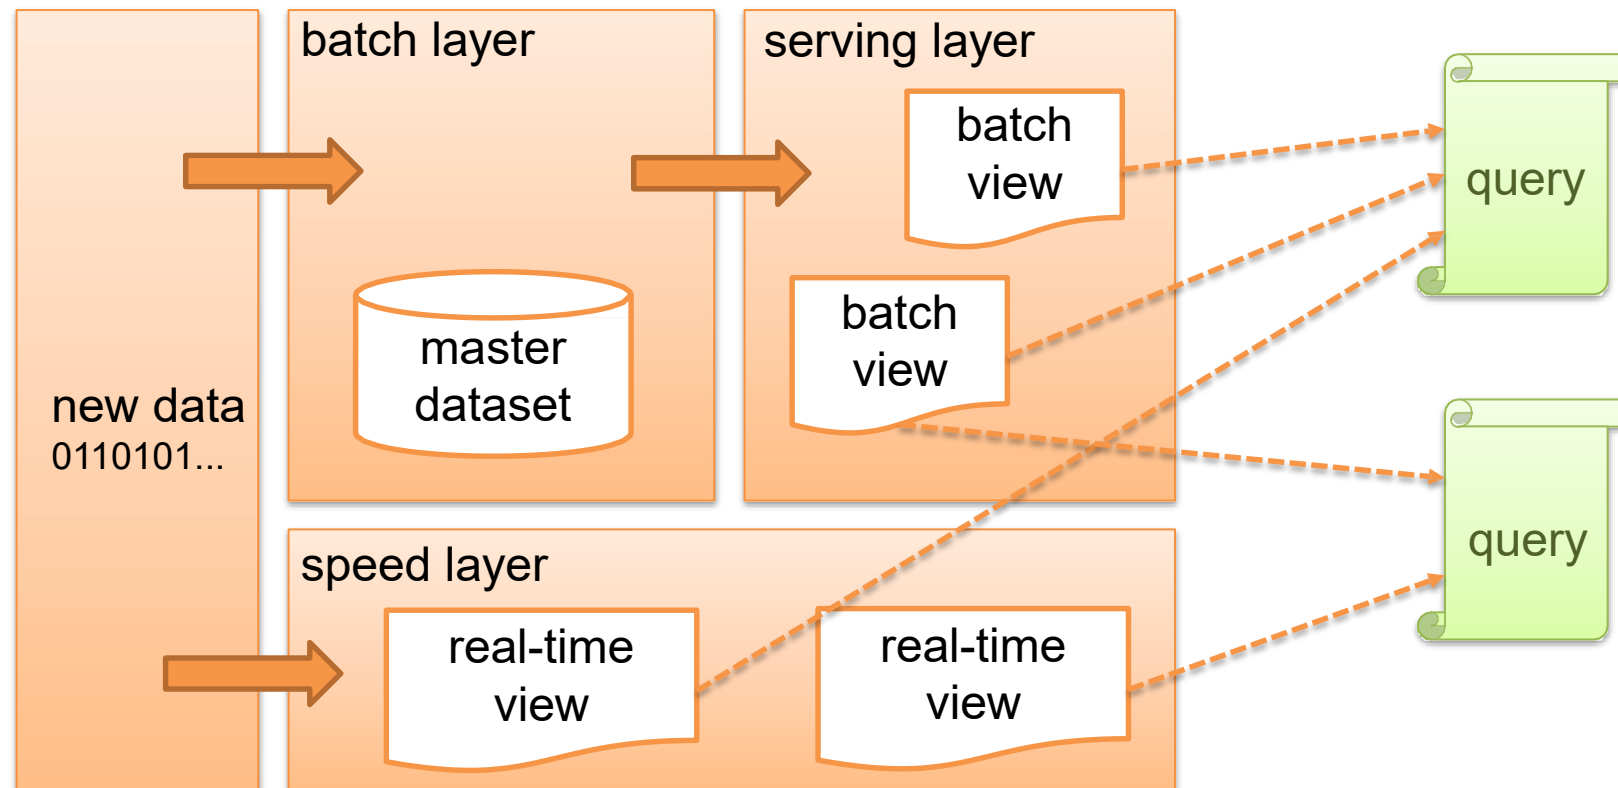 new data
0110101...
batch layer
master
dataset
serving layer
batch
view
batch
view
speed layer
real-time
view
real-time
view
query
query